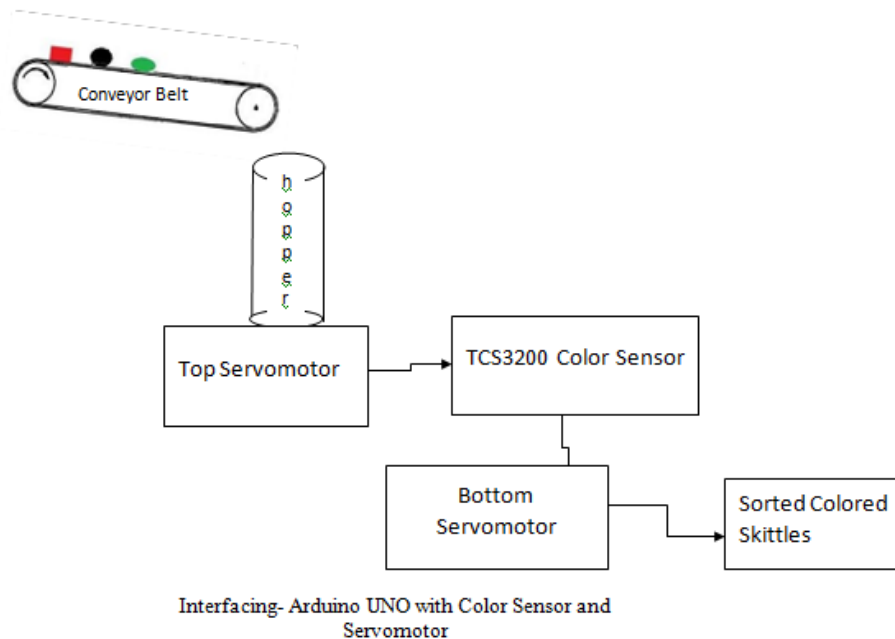 Conveyor Belt
h
o
p
p
e
r
Top Servomotor
TCS3200 Color Sensor
Bottom
Servomotor
Sorted Colored
Skittles
Interfacing- Arduino UNO with Color Sensor and
Servomotor